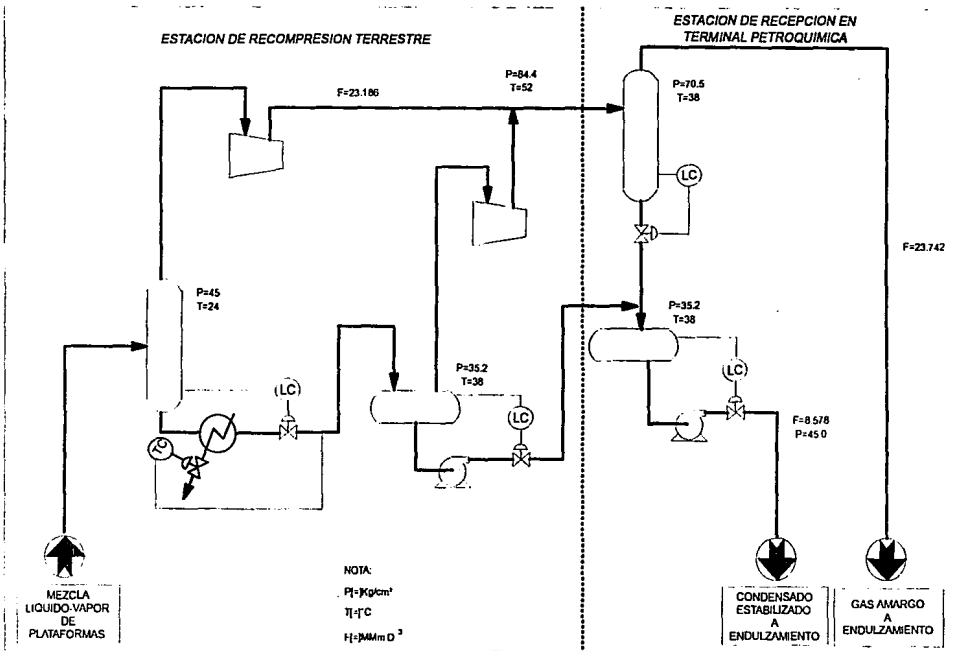 ESTACION DE RECOMPRESION TERRESTRE
ESTACION DE RECEPCION EN
TERMINAL PETROQUIMICA
P=84.4
T=52
F=23.186
P=70.5
T=38
LC
F=23.742
P=45
T=24
P=35.2
T=38
LC
P=35.2
T=38
LC
LC
TC
F=8.578
P=45 0
MEZCLA
LIQUIDO-VAPOR
DE
PLATAFORMAS
NOTA:
P[=]Kg/cm²
T[=]°C
F[=]MMm D ³
CONDENSADO
ESTABILIZADO
A
ENDULZAMIENTO
GAS AMARGO
A
ENDULZAMIENTO